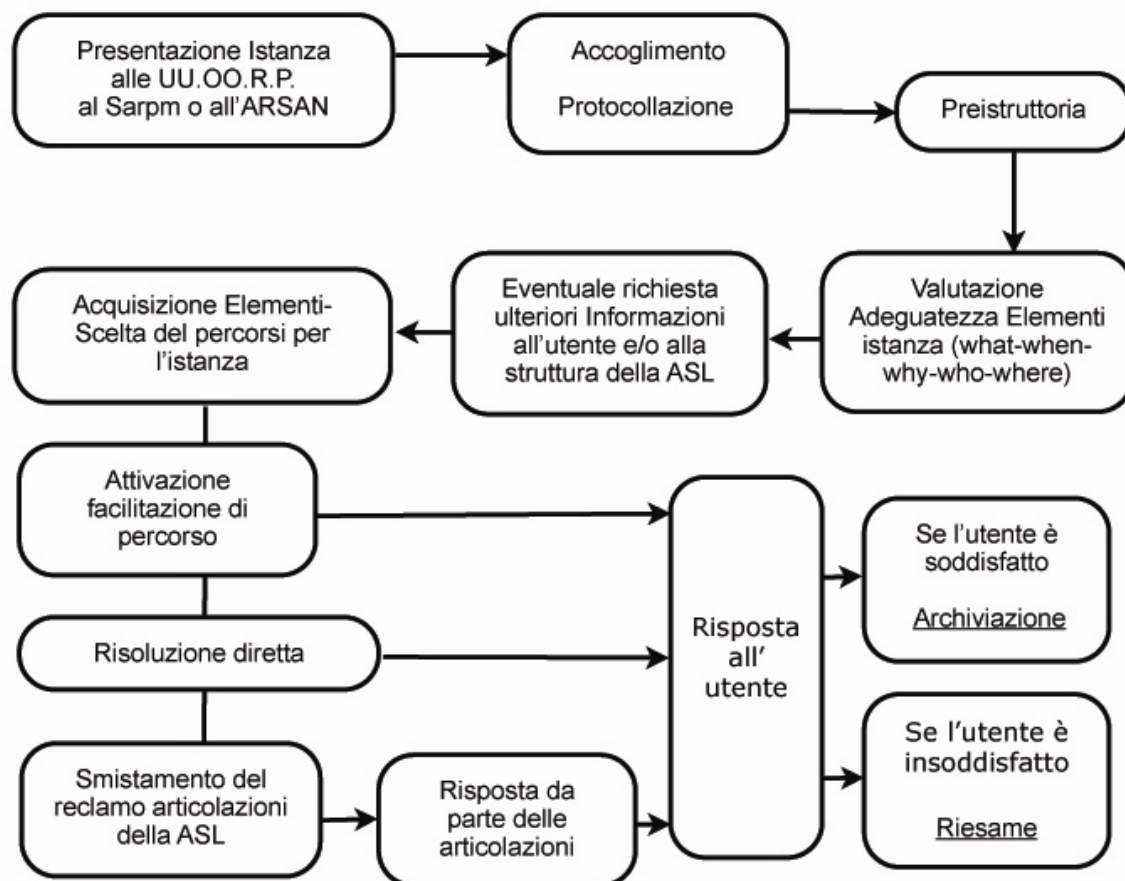 Presentazione Istanza
alle UU.OO.R.P.
al Sarpm o all'ARSAN
Accoglimento
Protocollazione
Preistruttoria
Valutazione
Adeguatezza Elementi
istanza (what-when-
why-who-where)
Eventuale richiesta
ulteriori Informazioni
all'utente e/o alla
struttura della ASL
Acquisizione Elementi-
Scelta del percorsi per
l'istanza
Attivazione
facilitazione di
percorso
Risoluzione diretta
Smistamento del
reclamo articolazioni
della ASL
Risposta da
parte delle
articolazioni
Risposta
all'
utente
Se l'utente è
soddisfatto
Archiviazione
Se l'utente è
insoddisfatto
Riesame